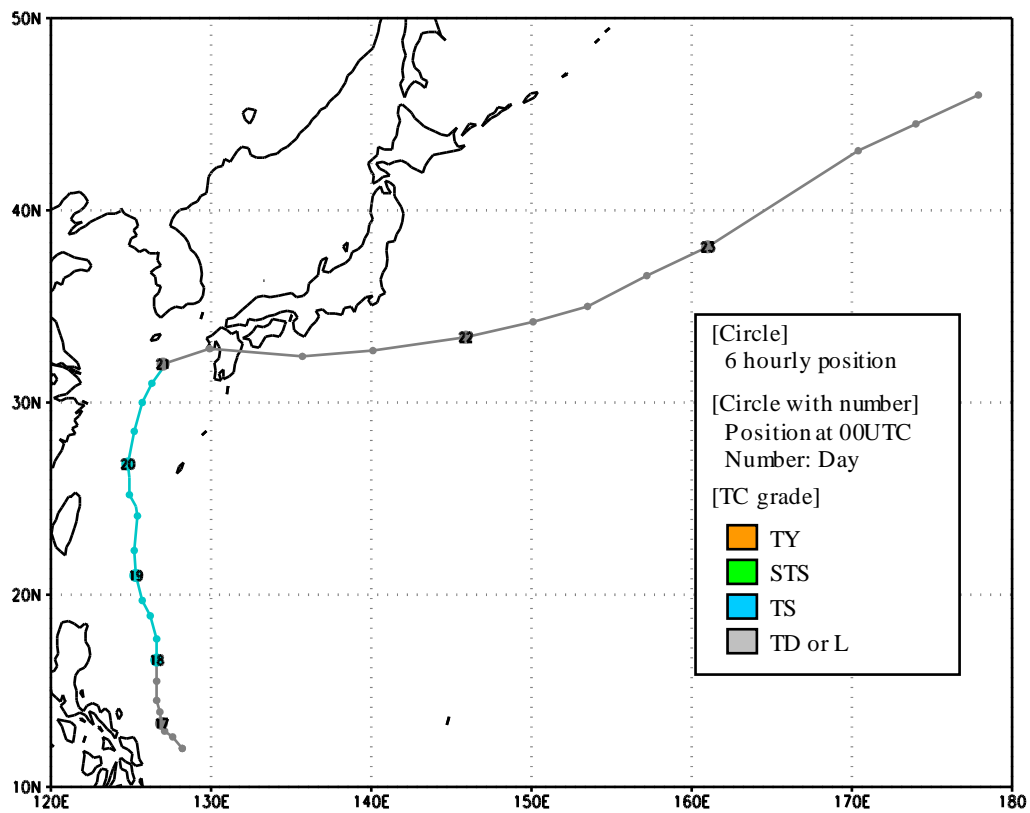 50N
40N
30N
20N
10N
120E
130E
140E
150E
160E
170E
180
23
22
21
20
19
18
17
[Circle]
6 hourly position
[Circle with number]
Position at 00UTC
Number: Day
[TC grade]
TY
STS
TS
TD or L